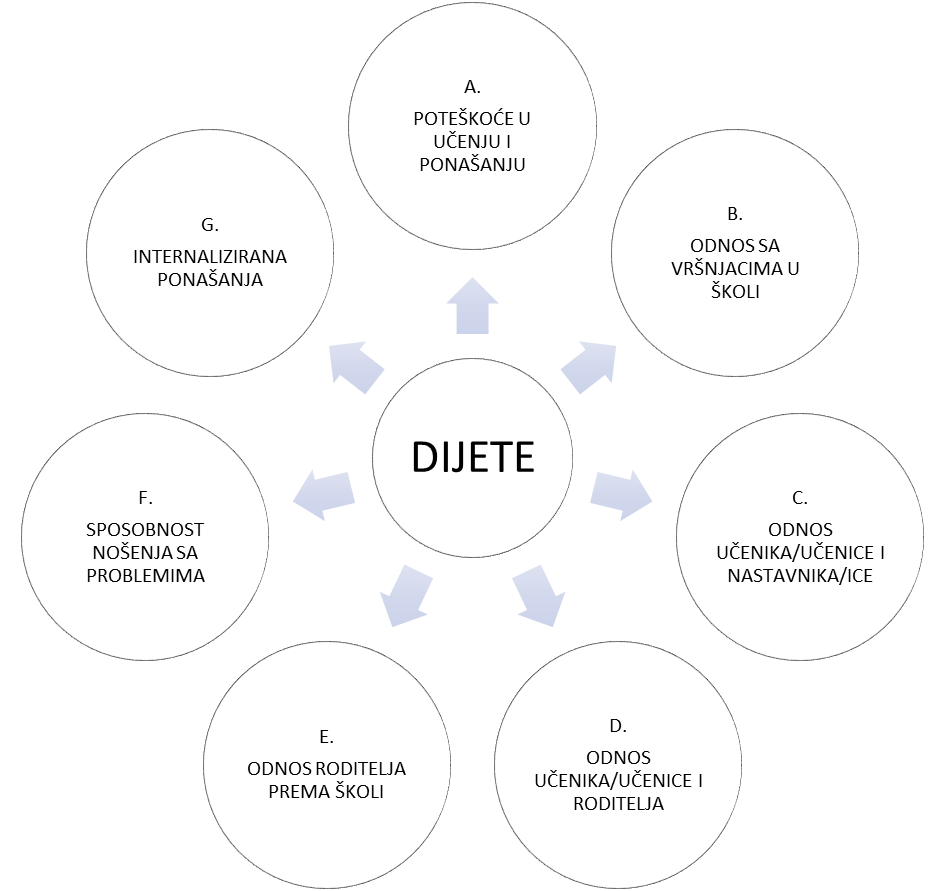 A.
POTEŠKOĆE U
UČENJU I
PONAŠANJU
B.
ODNOS SA
VRŠNJACIMA U
ŠKOLI
C.
ODNOS
UČENIKA/UČENICE I
NASTAVNIKA/ICE
D.
ODNOS
UČENIKA/UČENICE I
RODITELJA
E.
ODNOS RODITELJA
PREMA ŠKOLI
F.
SPOSOBNOST
NOŠENJA SA
PROBLEMIMA
G.
INTERNALIZIRANA
PONAŠANJA
DIJETE